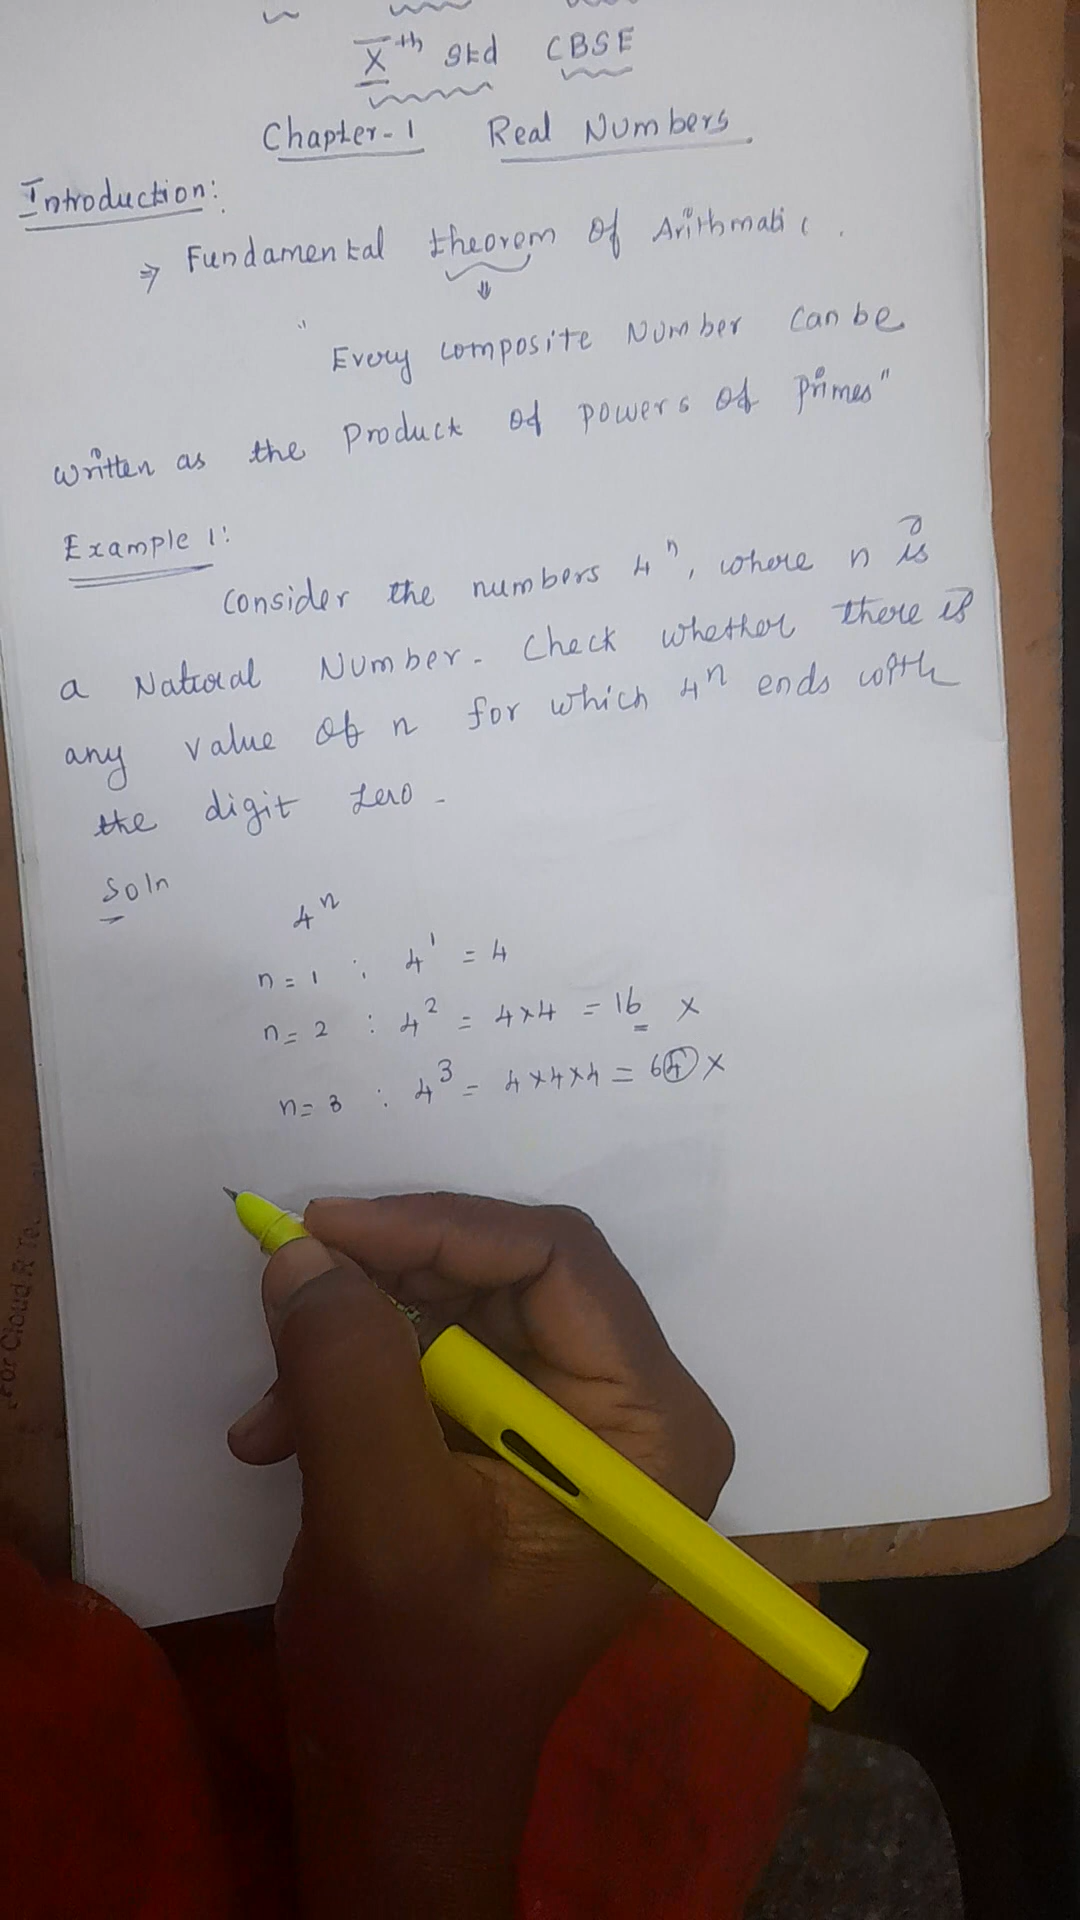 Xth Std CBSE
Chapter-1 Real Numbers
Introduction:
⇒ Fundamental theorem of Arithmatic.
"Every composite Number can be
written as the Product of powers of Primes"
Example 1:
Consider the numbers 4ⁿ, where n is
a Natural Number. Check whether there is
any value of n for which 4ⁿ ends with
the digit zero.
Soln
4ⁿ
n=1 : 4¹ = 4
n=2 : 4² = 4×4 = 16 ×
n=3 : 4³ = 4×4×4 = 64 ×
For Cloud R